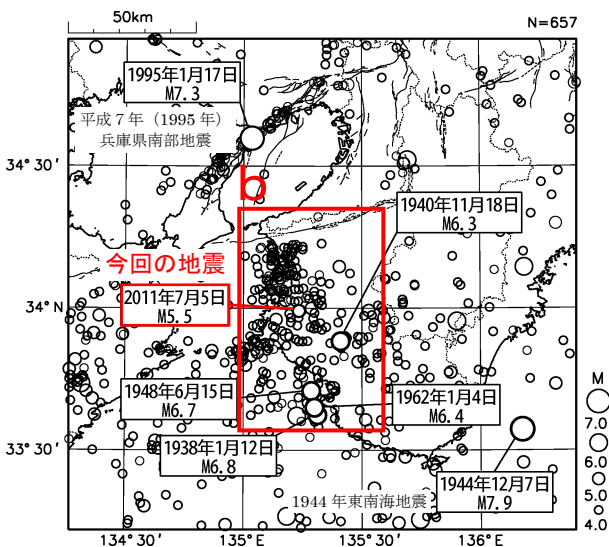 50km
N=657
1995年1月17日
M7.3
平成7年（1995年）
兵庫県南部地震
34°30′
b
1940年11月18日
M6.3
今回の地震
2011年7月5日
M5.5
34°N
1948年6月15日
M6.7
1962年1月4日
M6.4
33°30′
1938年1月12日
M6.8
1944年12月7日
M7.9
1944年東南海地震
M
7.0
6.0
5.0
4.0
134°30′
135°E
135°30′
136°E